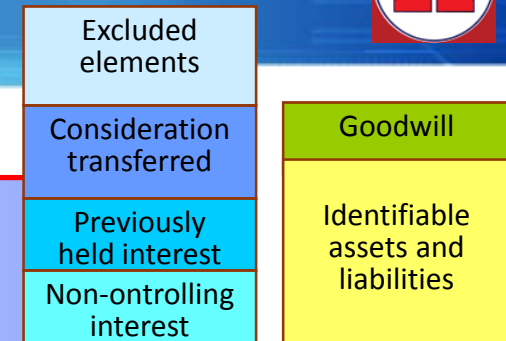 Excluded
elements
Consideration
transferred
Previously
held interest
Non-ontrolling
interest
Goodwill
Identifiable
assets and
liabilities